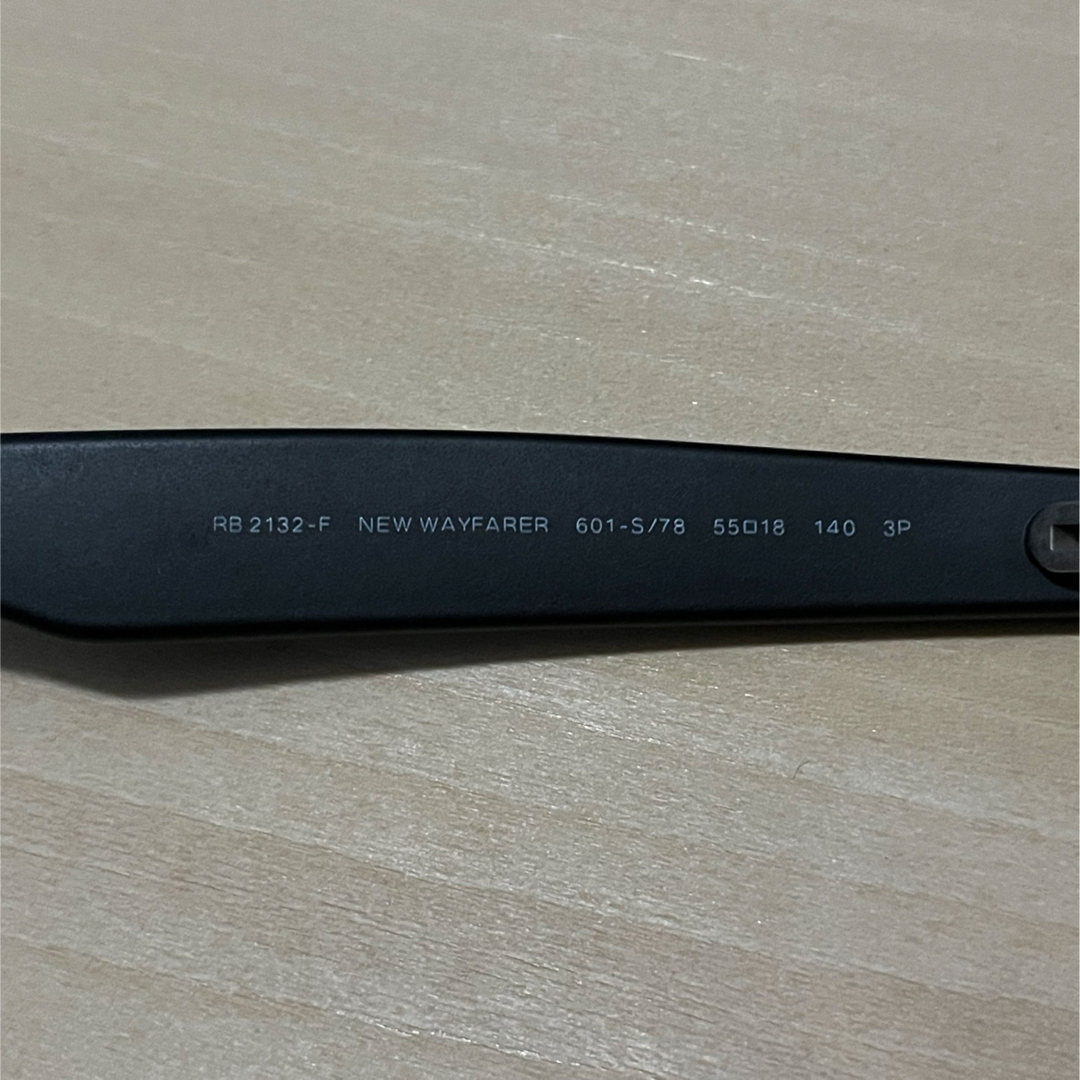 RB 2132-F NEW WAYFARER 601-S/78 55□18 140 3P